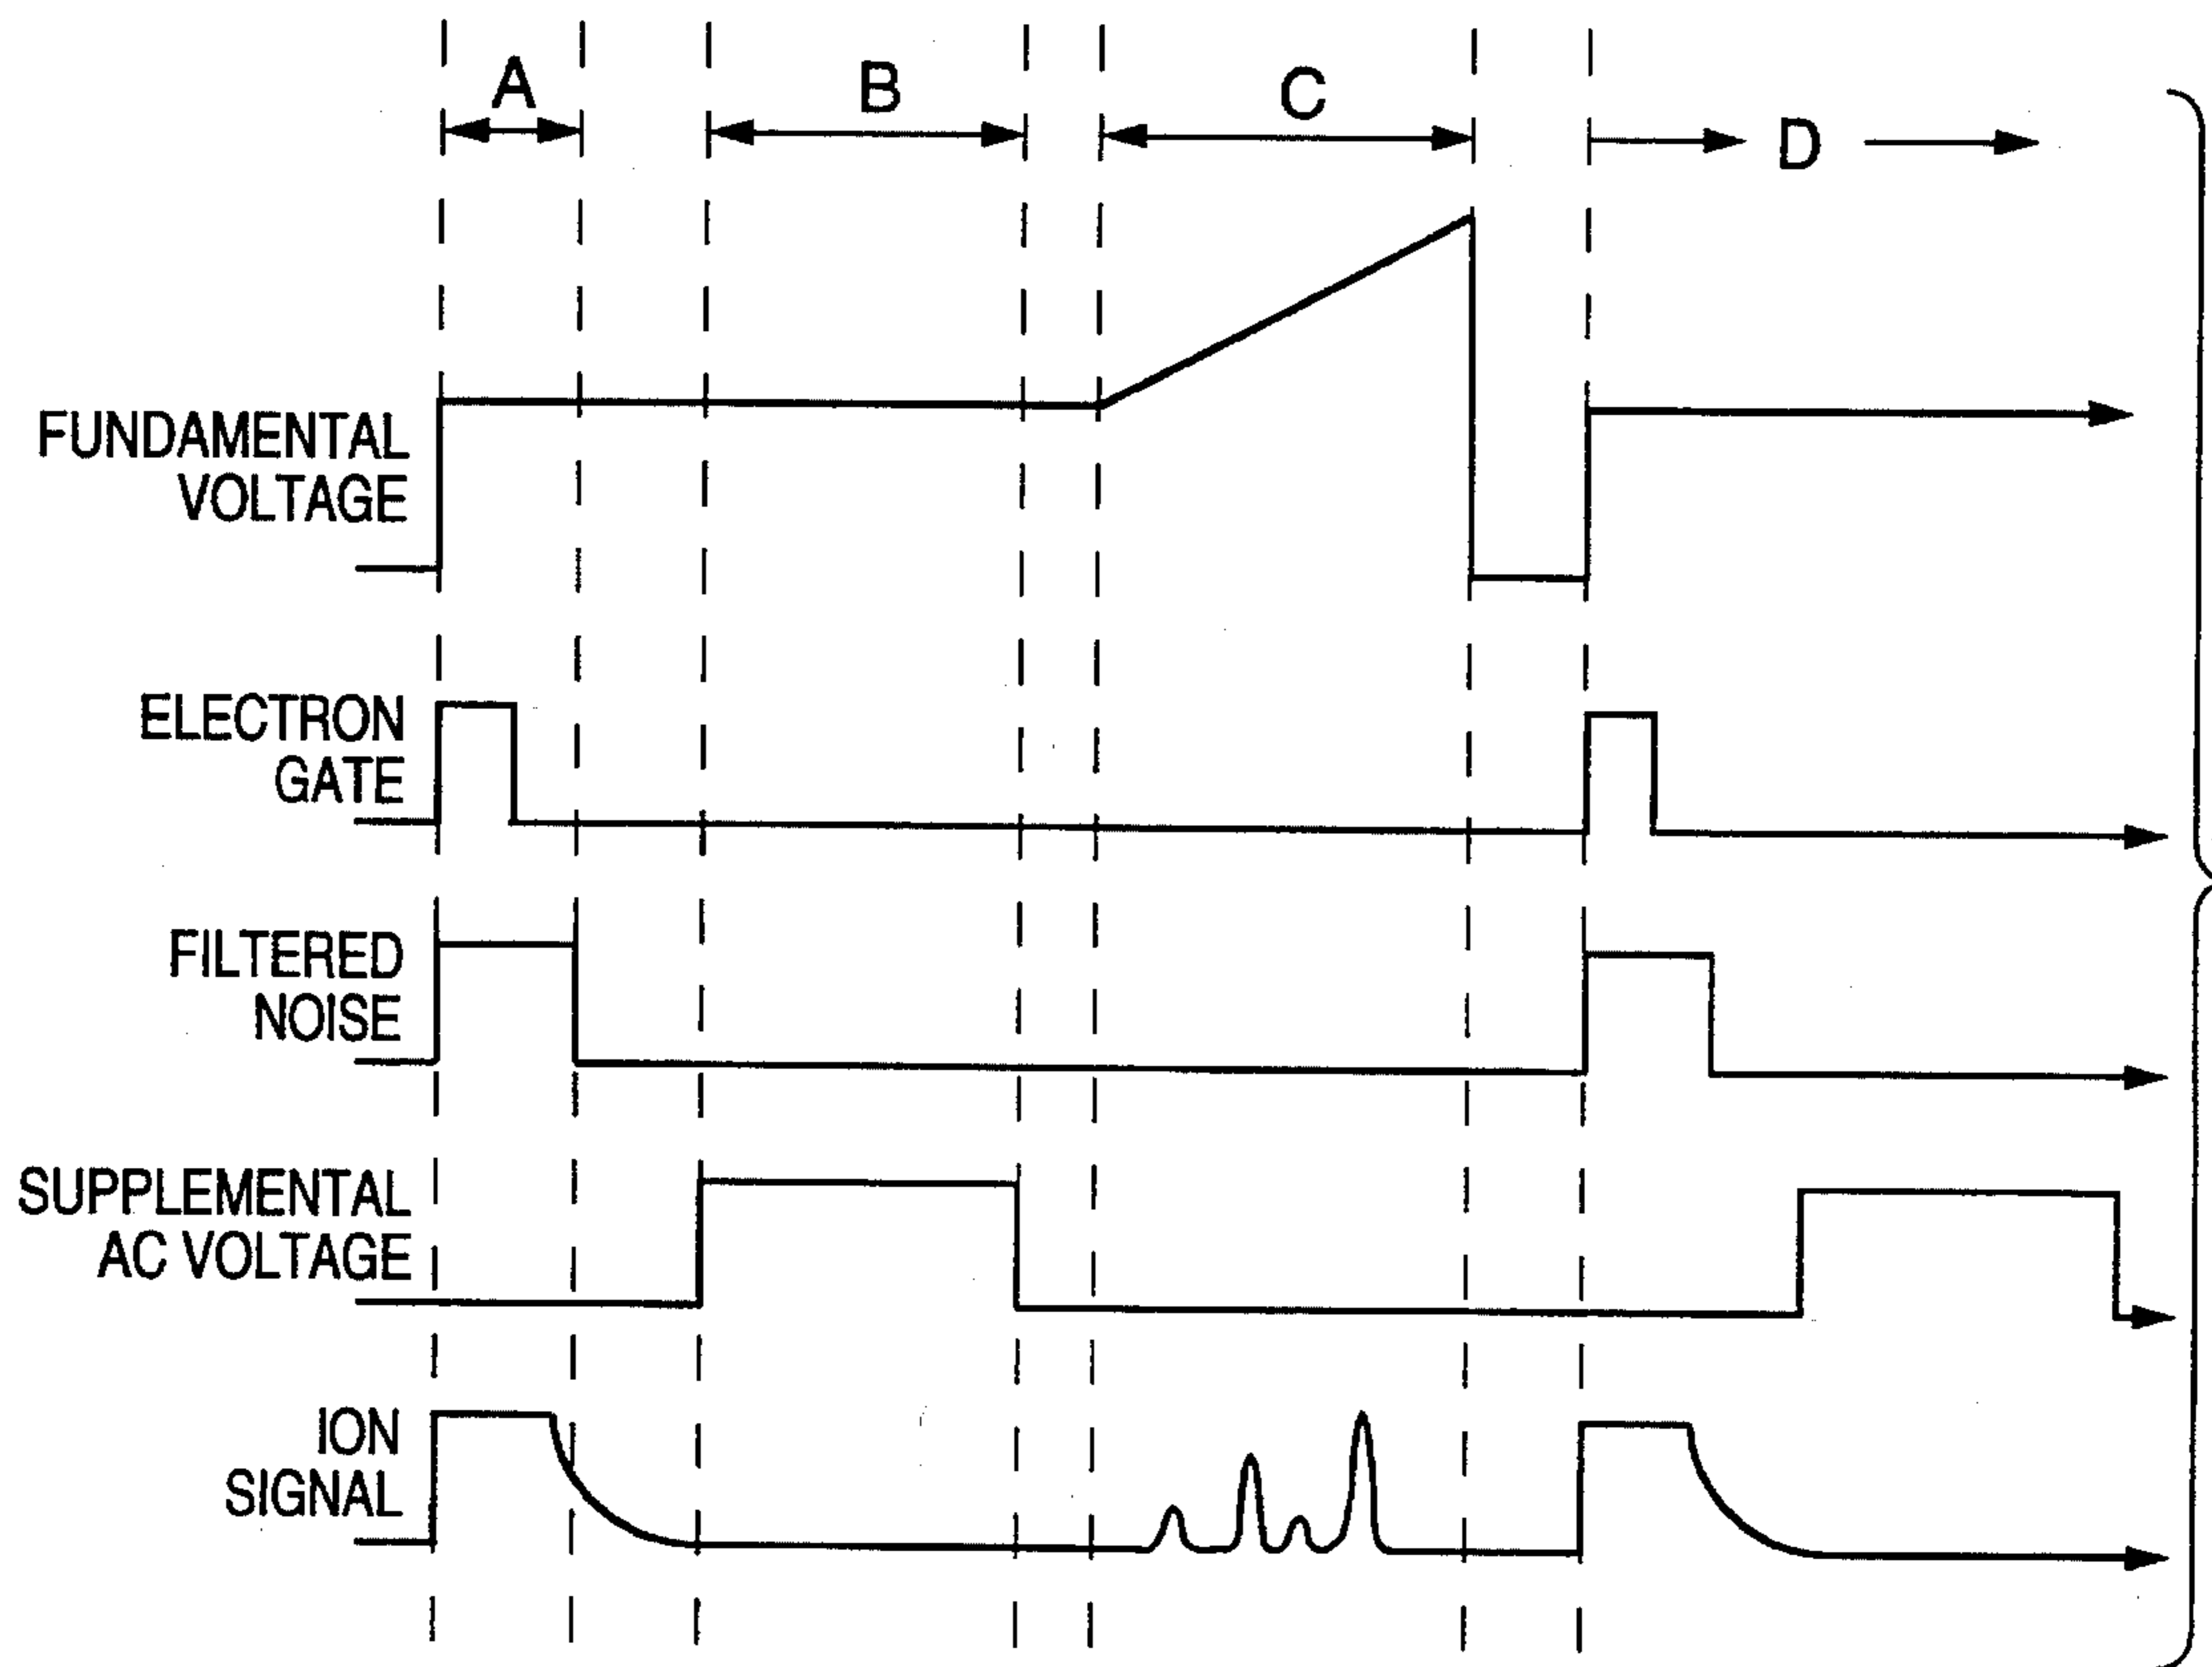 A
B
C
D
FUNDAMENTAL
VOLTAGE
ELECTRON
GATE
FILTERED
NOISE
SUPPLEMENTAL
AC VOLTAGE
ION
SIGNAL